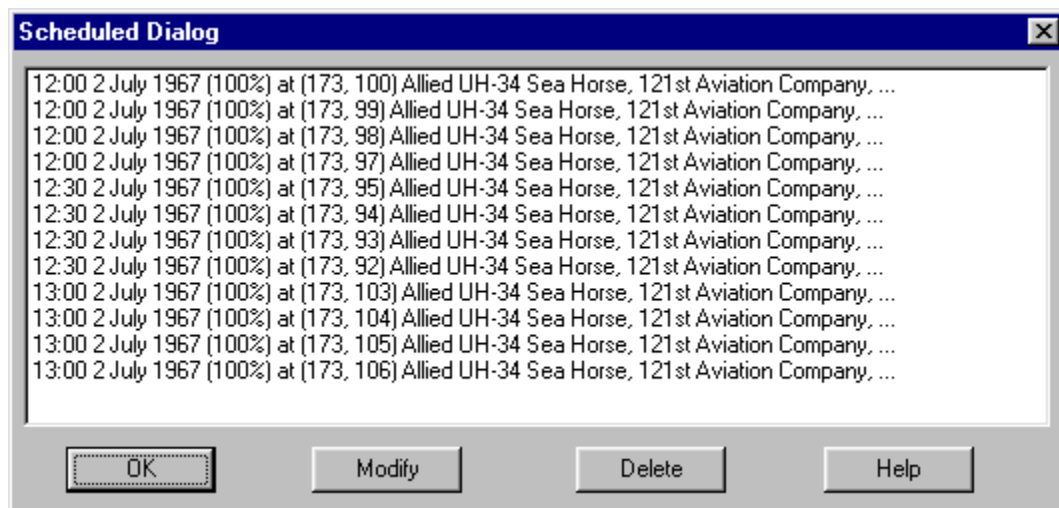 Scheduled Dialog
12:00 2 July 1967 (100%) at (173, 100) Allied UH-34 Sea Horse, 121st Aviation Company, ...
12:00 2 July 1967 (100%) at (173, 99) Allied UH-34 Sea Horse, 121st Aviation Company, ...
12:00 2 July 1967 (100%) at (173, 98) Allied UH-34 Sea Horse, 121st Aviation Company, ...
12:00 2 July 1967 (100%) at (173, 97) Allied UH-34 Sea Horse, 121st Aviation Company, ...
12:30 2 July 1967 (100%) at (173, 95) Allied UH-34 Sea Horse, 121st Aviation Company, ...
12:30 2 July 1967 (100%) at (173, 94) Allied UH-34 Sea Horse, 121st Aviation Company, ...
12:30 2 July 1967 (100%) at (173, 93) Allied UH-34 Sea Horse, 121st Aviation Company, ...
12:30 2 July 1967 (100%) at (173, 92) Allied UH-34 Sea Horse, 121st Aviation Company, ...
13:00 2 July 1967 (100%) at (173, 103) Allied UH-34 Sea Horse, 121st Aviation Company, ...
13:00 2 July 1967 (100%) at (173, 104) Allied UH-34 Sea Horse, 121st Aviation Company, ...
13:00 2 July 1967 (100%) at (173, 105) Allied UH-34 Sea Horse, 121st Aviation Company, ...
13:00 2 July 1967 (100%) at (173, 106) Allied UH-34 Sea Horse, 121st Aviation Company, ...
OK Modify Delete Help